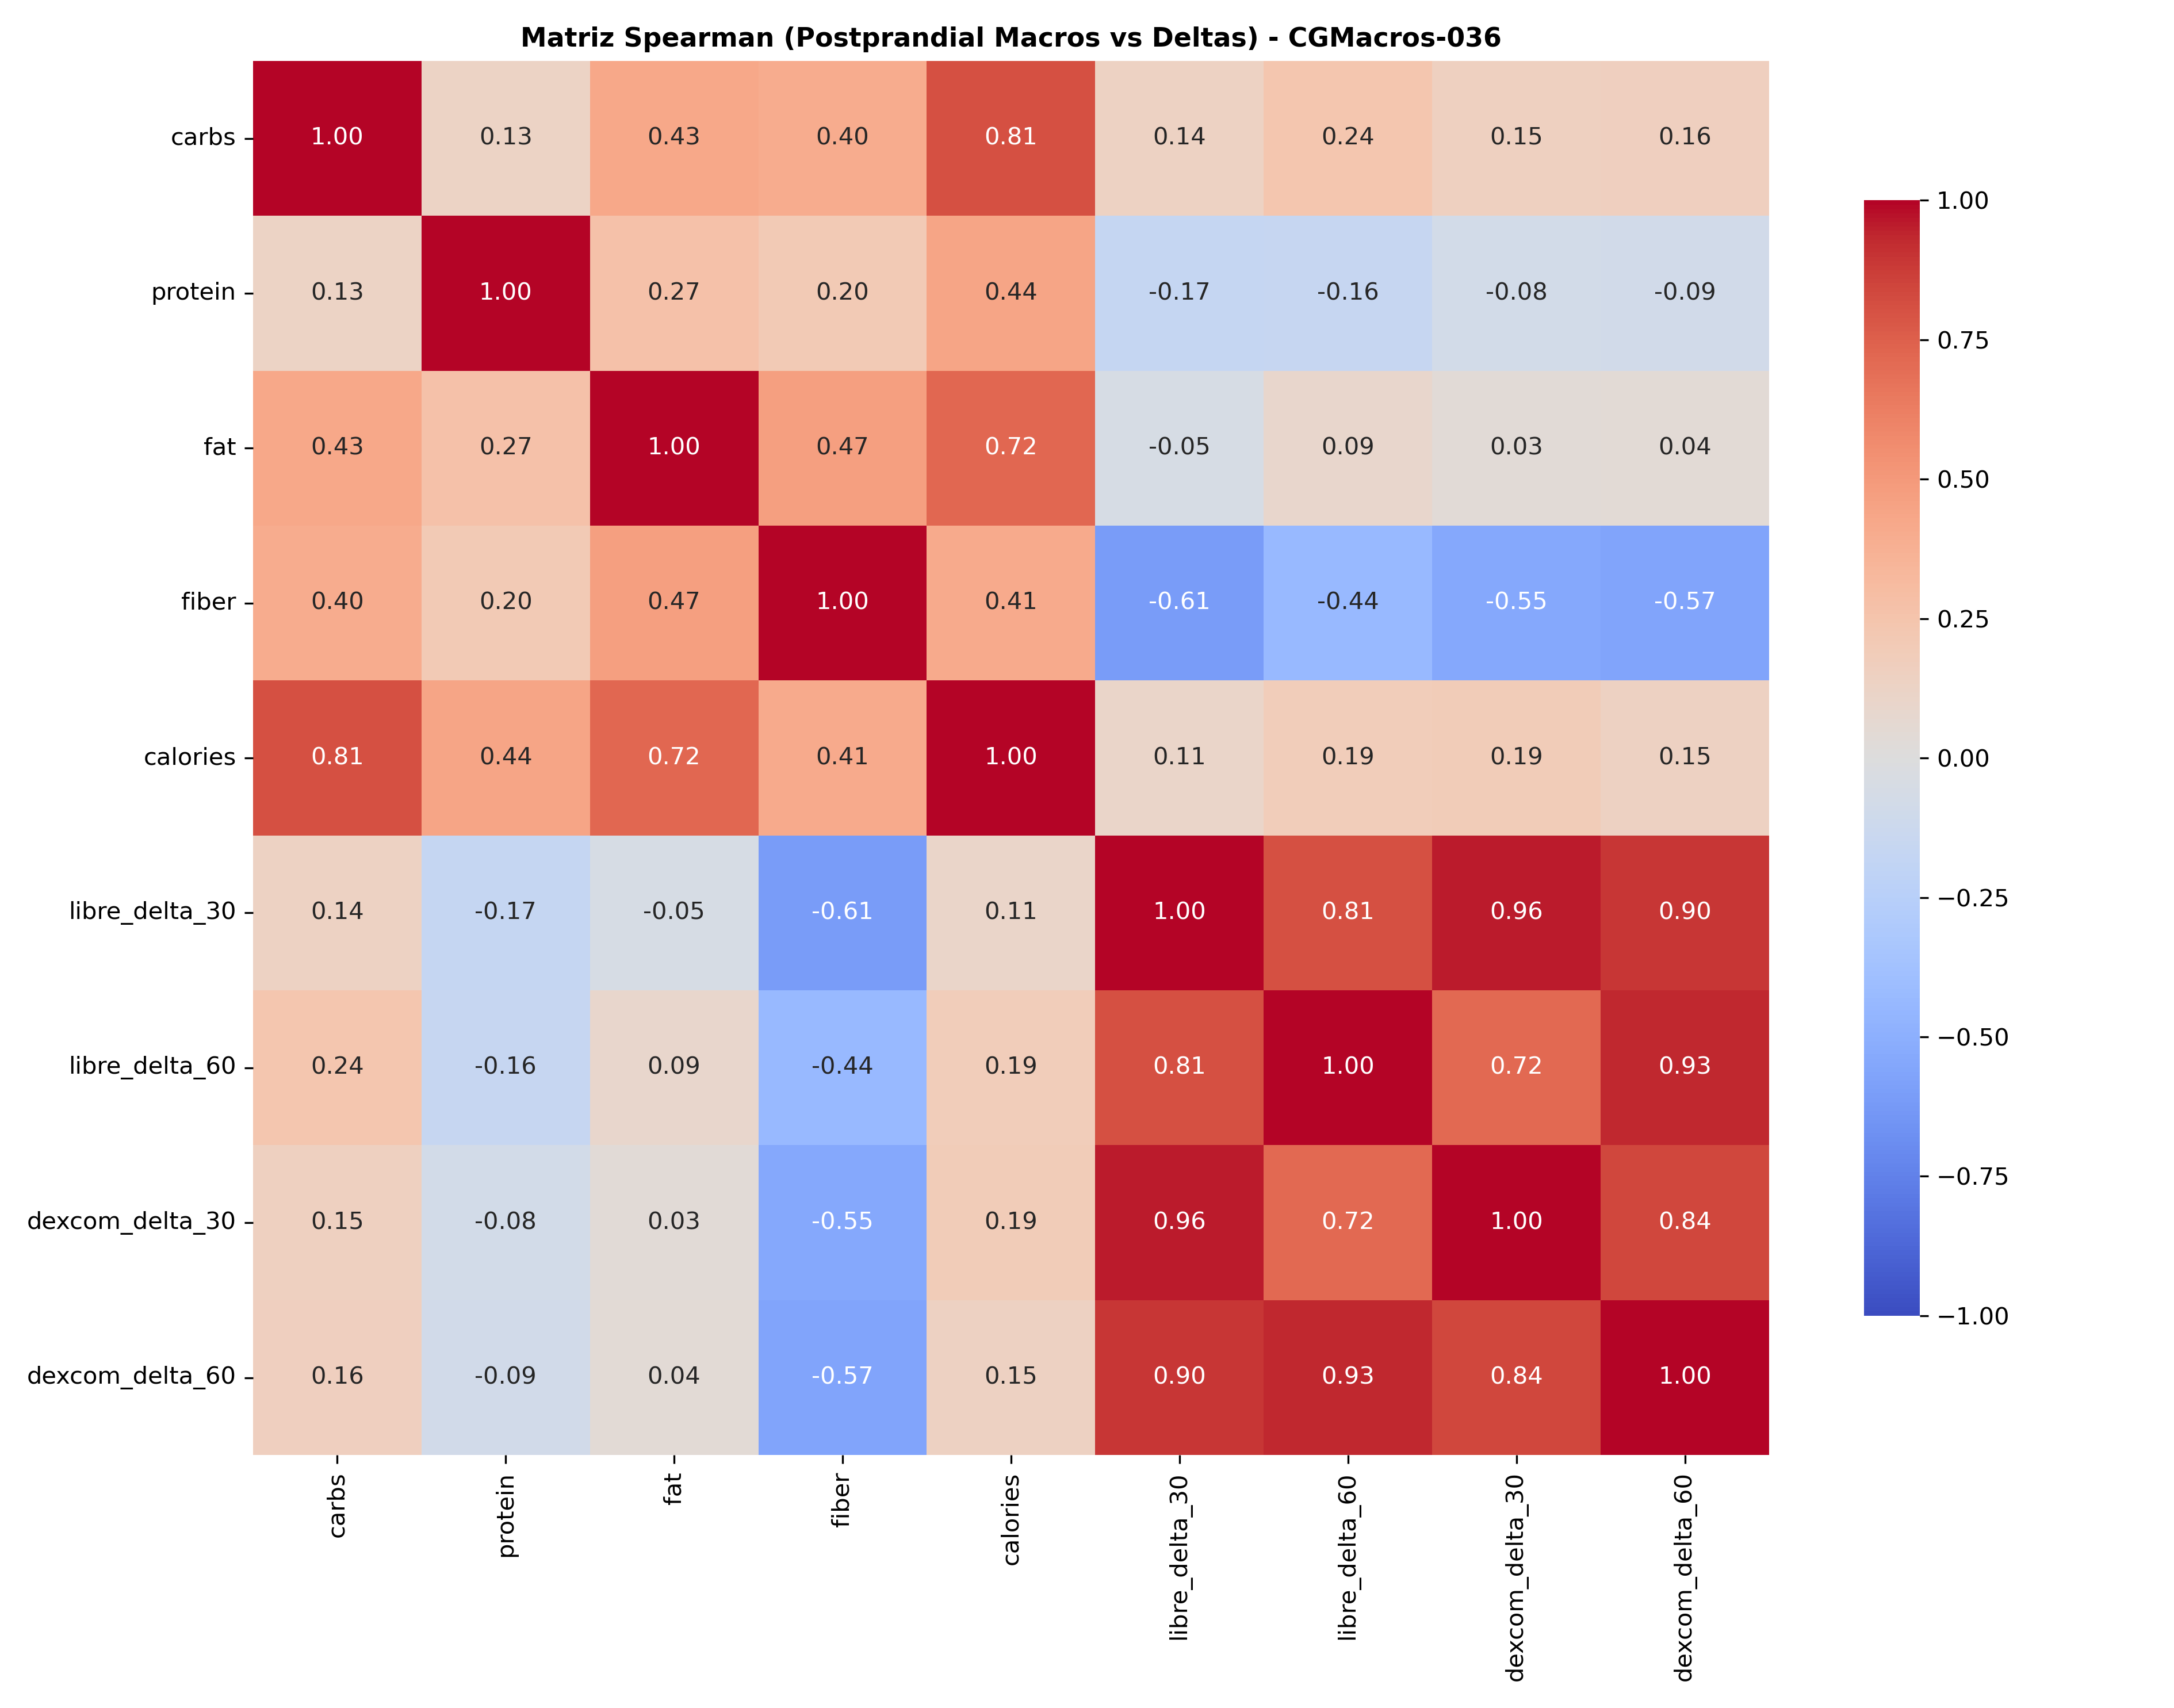 Matriz Spearman (Postprandial Macros vs Deltas) - CGMacros-036
carbs 1.00 0.13 0.43 0.40 0.81 0.14 0.24 0.15 0.16
protein 0.13 1.00 0.27 0.20 0.44 -0.17 -0.16 -0.08 -0.09
fat 0.43 0.27 1.00 0.47 0.72 -0.05 0.09 0.03 0.04
fiber 0.40 0.20 0.47 1.00 0.41 -0.61 -0.44 -0.55 -0.57
calories 0.81 0.44 0.72 0.41 1.00 0.11 0.19 0.19 0.15
libre_delta_30 0.14 -0.17 -0.05 -0.61 0.11 1.00 0.81 0.96 0.90
libre_delta_60 0.24 -0.16 0.09 -0.44 0.19 0.81 1.00 0.72 0.93
dexcom_delta_30 0.15 -0.08 0.03 -0.55 0.19 0.96 0.72 1.00 0.84
dexcom_delta_60 0.16 -0.09 0.04 -0.57 0.15 0.90 0.93 0.84 1.00
carbs
protein
fat
fiber
calories
libre_delta_30
libre_delta_60
dexcom_delta_30
dexcom_delta_60
1.00
0.75
0.50
0.25
0.00
−0.25
−0.50
−0.75
−1.00